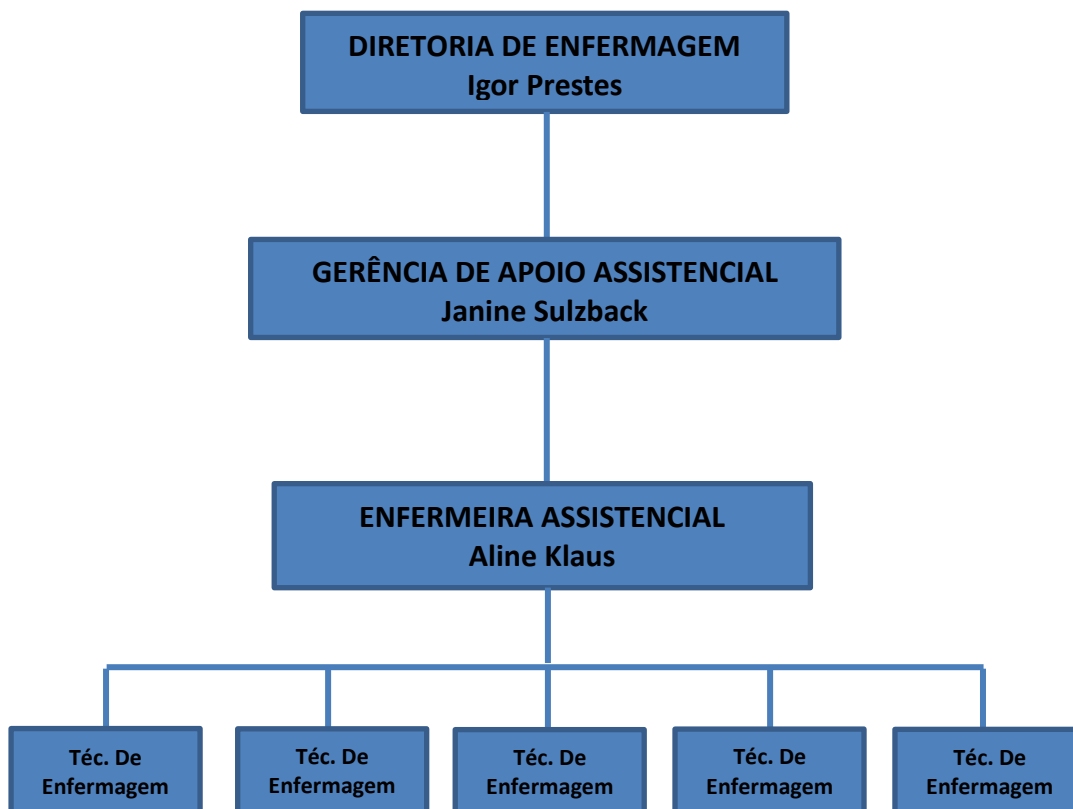 DIRETORIA DE ENFERMAGEM
Igor Prestes
GERÊNCIA DE APOIO ASSISTENCIAL
Janine Sulzback
ENFERMEIRA ASSISTENCIAL
Aline Klaus
Téc. De
Enfermagem
Téc. De
Enfermagem
Téc. De
Enfermagem
Téc. De
Enfermagem
Téc. De
Enfermagem